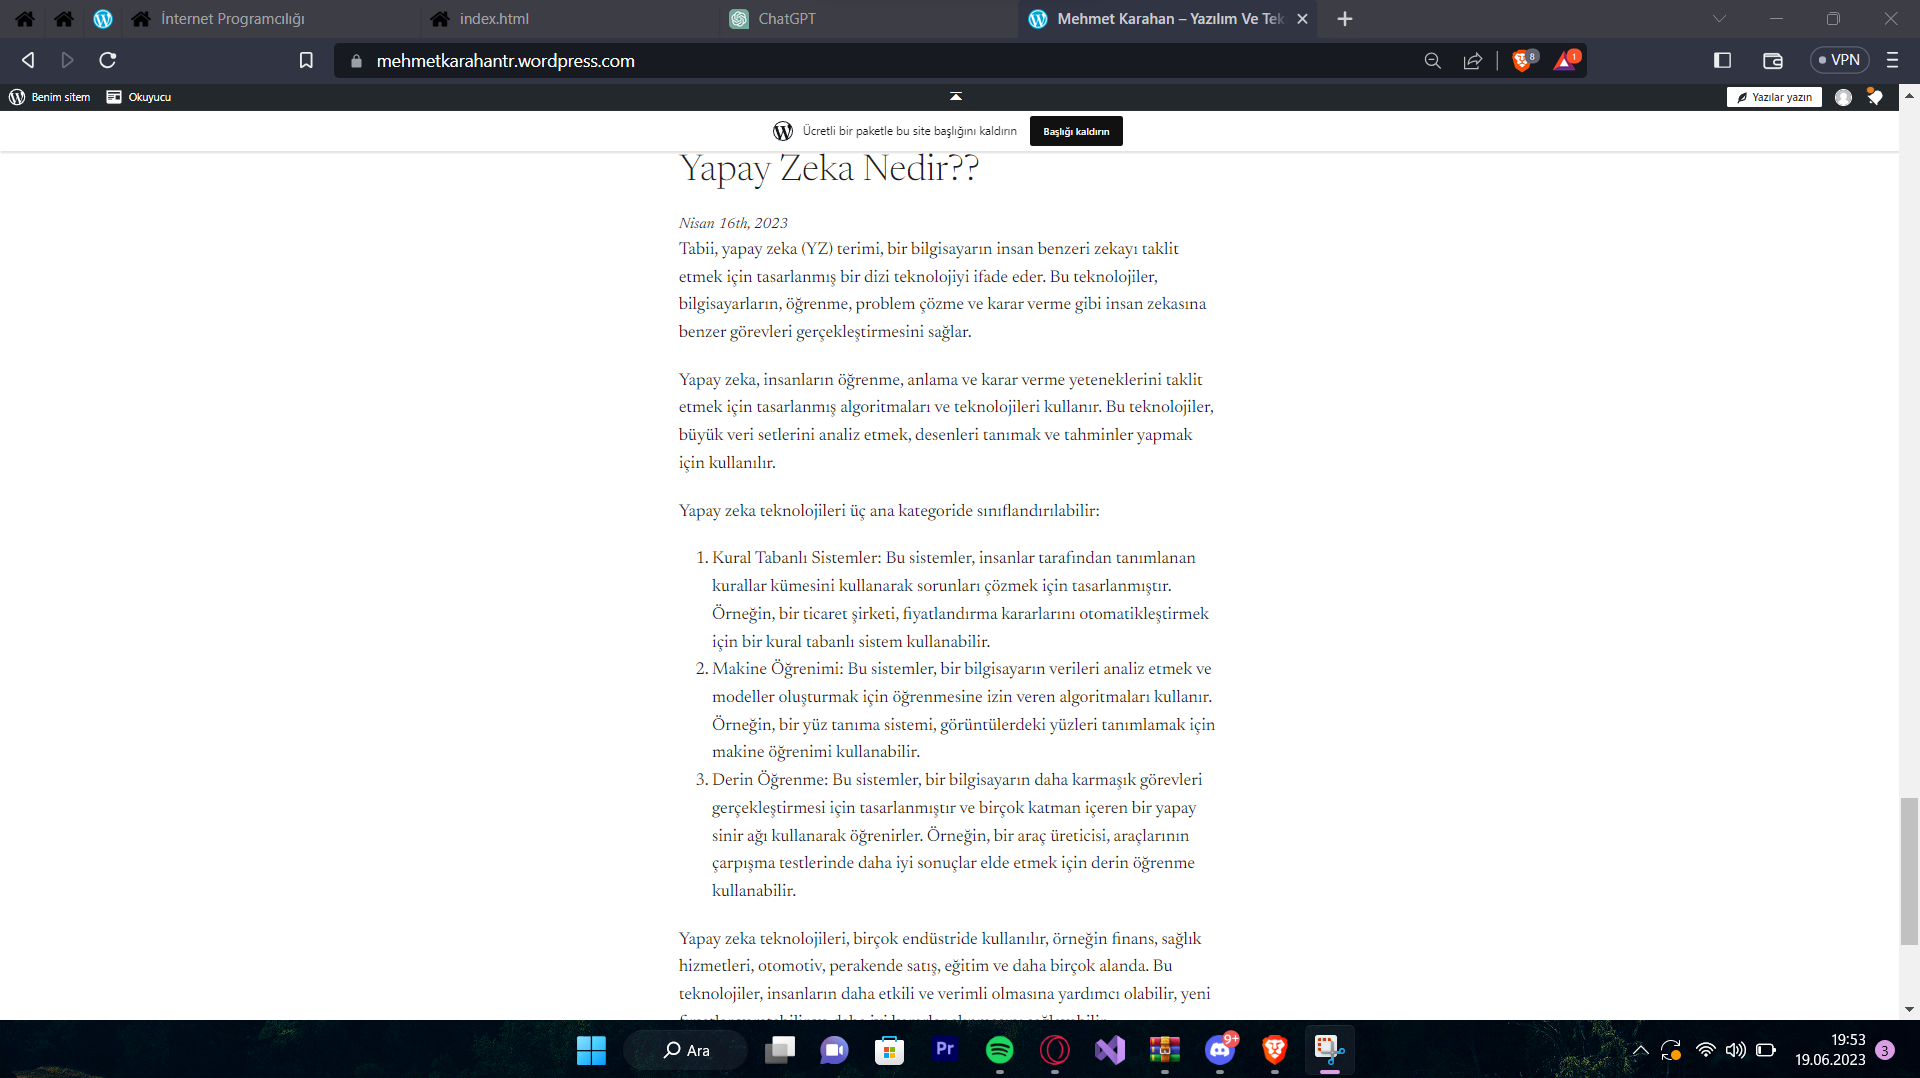 İnternet Programcılığı
index.html
ChatGPT
Mehmet Karahan – Yazılım Ve Tek
mehmetkarahantr.wordpress.com
8
1
VPN
Benim sitem
Okuyucu
Yazılar yazın
Ücretli bir paketle bu site başlığını kaldırın
Başlığı kaldırın
Yapay Zeka Nedir??
Nisan 16th, 2023
Tabii, yapay zeka (YZ) terimi, bir bilgisayarın insan benzeri zekayı taklit
etmek için tasarlanmış bir dizi teknolojiyi ifade eder. Bu teknolojiler,
bilgisayarların, öğrenme, problem çözme ve karar verme gibi insan zekasına
benzer görevleri gerçekleştirmesini sağlar.
Yapay zeka, insanların öğrenme, anlama ve karar verme yeteneklerini taklit
etmek için tasarlanmış algoritmaları ve teknolojileri kullanır. Bu teknolojiler,
büyük veri setlerini analiz etmek, desenleri tanımak ve tahminler yapmak
için kullanılır.
Yapay zeka teknolojileri üç ana kategoride sınıflandırılabilir:
1. Kural Tabanlı Sistemler: Bu sistemler, insanlar tarafından tanımlanan
kurallar kümesini kullanarak sorunları çözmek için tasarlanmıştır.
Örneğin, bir ticaret şirketi, fiyatlandırma kararlarını otomatikleştirmek
için bir kural tabanlı sistem kullanabilir.
2. Makine Öğrenimi: Bu sistemler, bir bilgisayarın verileri analiz etmek ve
modeller oluşturmak için öğrenmesine izin veren algoritmaları kullanır.
Örneğin, bir yüz tanıma sistemi, görüntülerdeki yüzleri tanımlamak için
makine öğrenimi kullanabilir.
3. Derin Öğrenme: Bu sistemler, bir bilgisayarın daha karmaşık görevleri
gerçekleştirmesi için tasarlanmıştır ve birçok katman içeren bir yapay
sinir ağı kullanarak öğrenirler. Örneğin, bir araç üreticisi, araçlarının
çarpışma testlerinde daha iyi sonuçlar elde etmek için derin öğrenme
kullanabilir.
Yapay zeka teknolojileri, birçok endüstride kullanılır, örneğin finans, sağlık
hizmetleri, otomotiv, perakende satış, eğitim ve daha birçok alanda. Bu
teknolojiler, insanların daha etkili ve verimli olmasına yardımcı olabilir, yeni
Ara
Pr
9+
19:53
19.06.2023
3